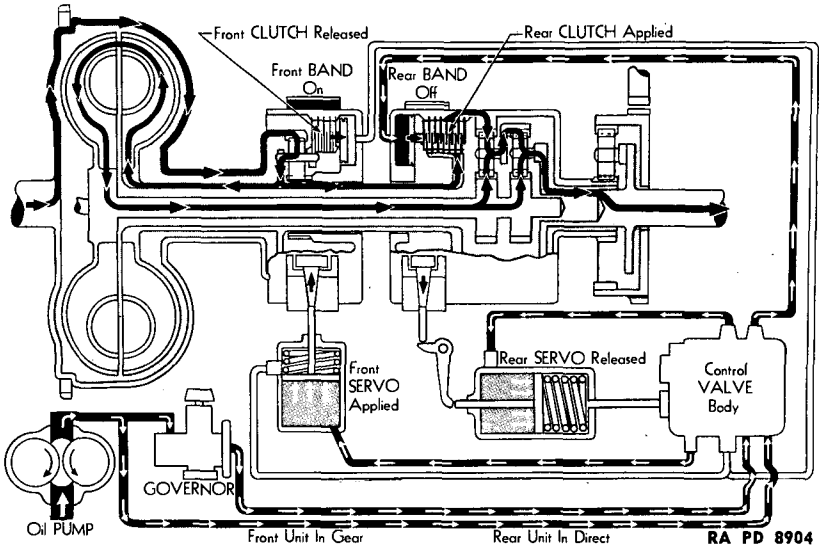 Front CLUTCH Released
Rear CLUTCH Applied
Front BAND
On
Rear BAND
Off
Front
SERVO
Applied
Rear SERVO Released
Control
VALVE
Body
GOVERNOR
Oil PUMP
Front Unit In Gear
Rear Unit In Direct
RA PD 8904